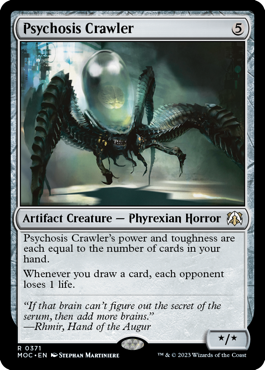 Psychosis Crawler 5
Artifact Creature — Phyrexian Horror
Psychosis Crawler's power and toughness are
each equal to the number of cards in your
hand.
Whenever you draw a card, each opponent
loses 1 life.
“If that brain can't figure out the secret of the
serum, then add more brains.”
—Rhmir, Hand of the Augur
*/*
R 0371
MOC • EN Stephan Martiniere
™ & © 2023 Wizards of the Coast